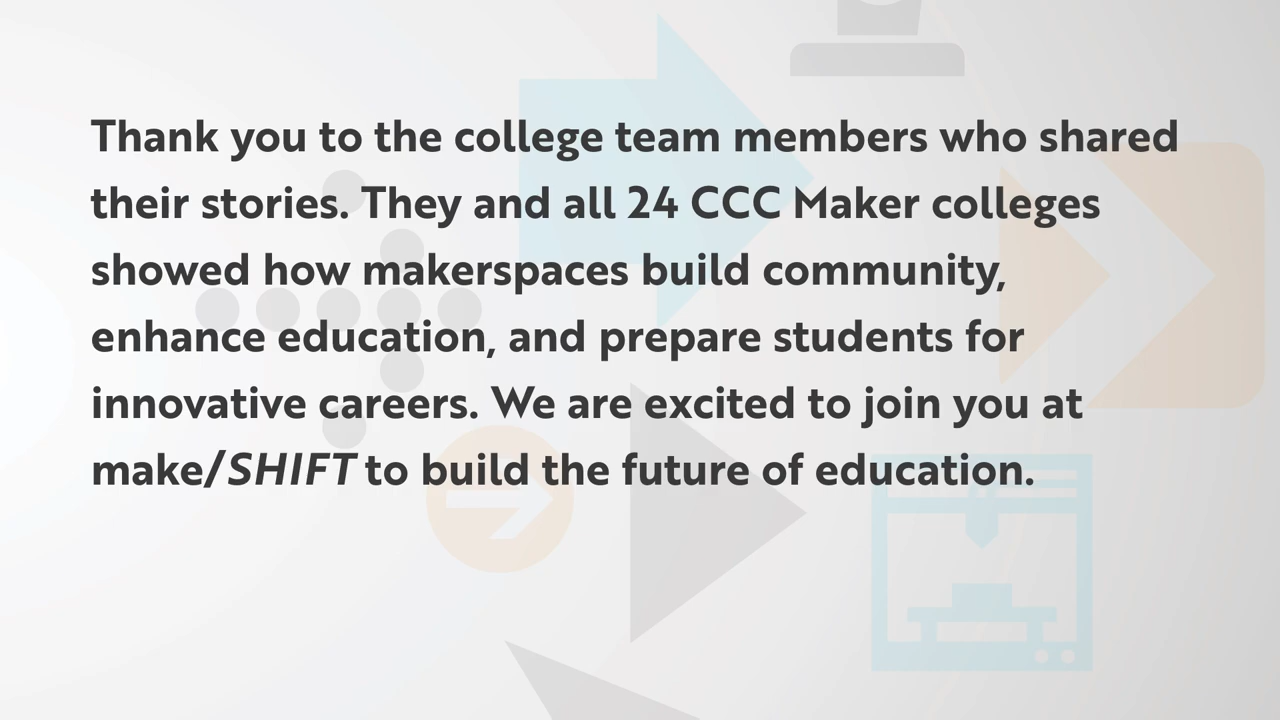 Thank you to the college team members who shared
their stories. They and all 24 CCC Maker colleges
showed how makerspaces build community,
enhance education, and prepare students for
innovative careers. We are excited to join you at
make/SHIFT to build the future of education.